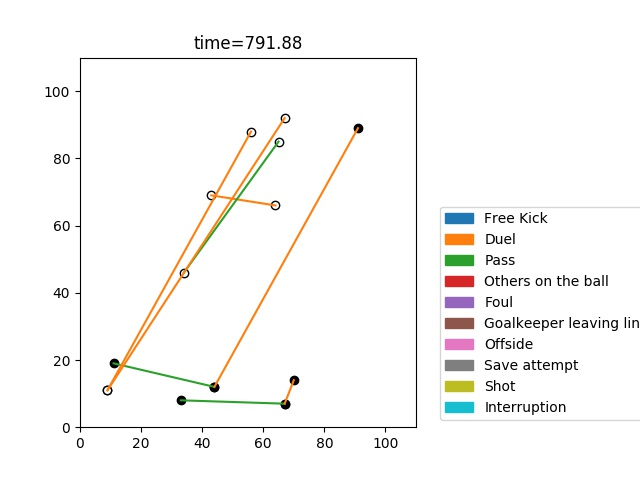 time=791.88
100
80
60
40
20
0
0 20 40 60 80 100
Free Kick
Duel
Pass
Others on the ball
Foul
Goalkeeper leaving lin
Offside
Save attempt
Shot
Interruption